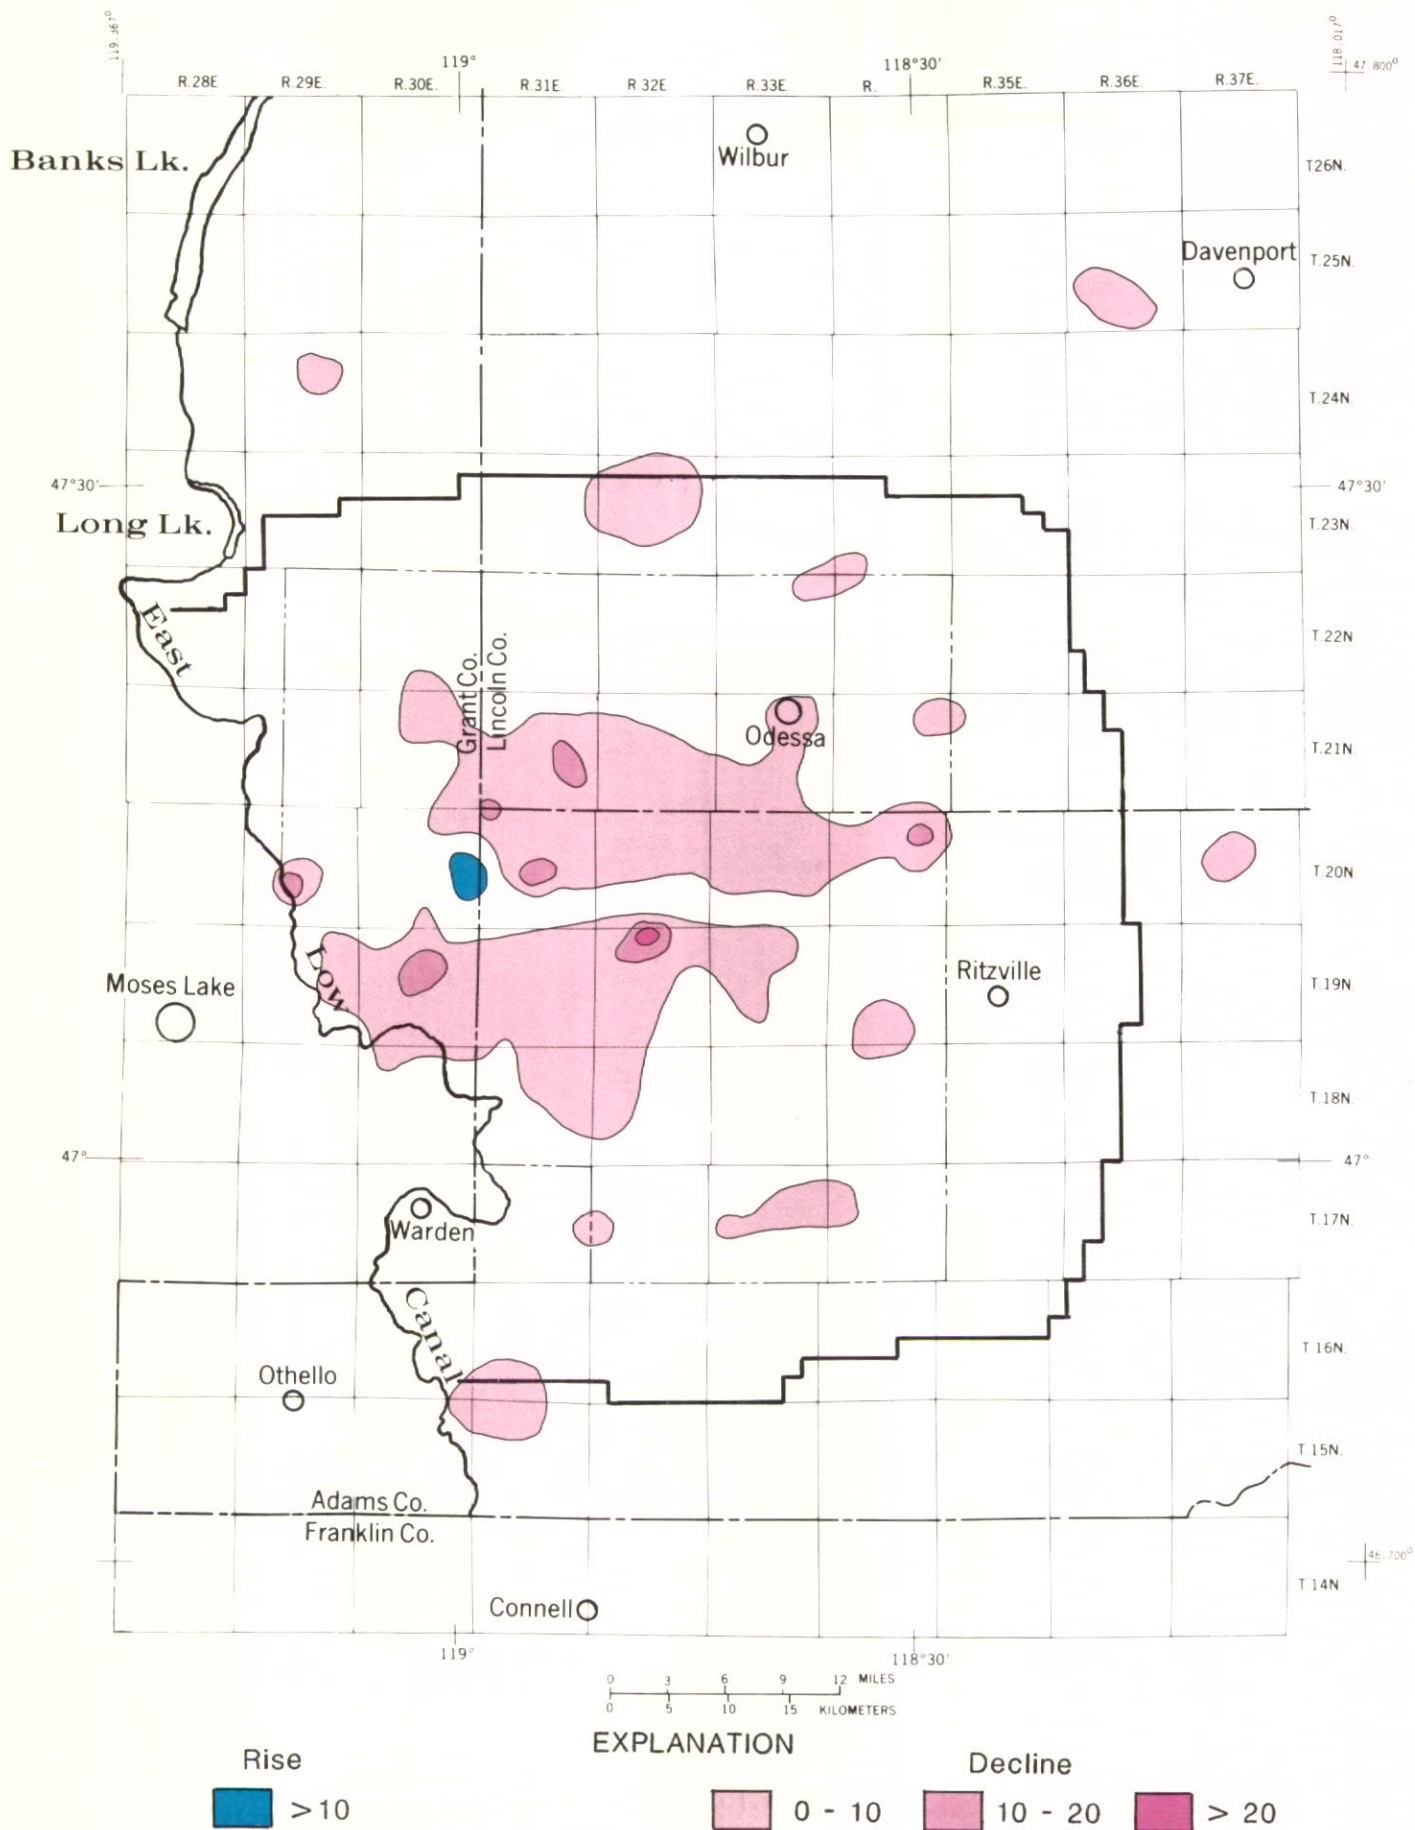 119.367°
118.017°
47 800°
119°
118°30'
R.28E
R.29E.
R.30E.
R.31E.
R.32E
R.33E
R.
R.35E.
R.36E.
R.37E.
Banks Lk.
Wilbur
T26N.
Davenport
T.25N.
T.24N.
47°30'
47°30'
Long Lk.
T.23N.
East
T.22N
Grant Co.
Lincoln Co.
Odessa
T.21N.
T.20N.
Low
Ritzville
Moses Lake
T.19N.
T.18N.
47°
47°
Warden
T.17N.
Canal
Othello
T.16N.
T.15N.
Adams Co.
Franklin Co.
46.700°
T.14N.
Connell
119°
118°30'
0 3 6 9 12 MILES
0 5 10 15 KILOMETERS
EXPLANATION
Rise
Decline
>10
0 - 10
10 - 20
> 20